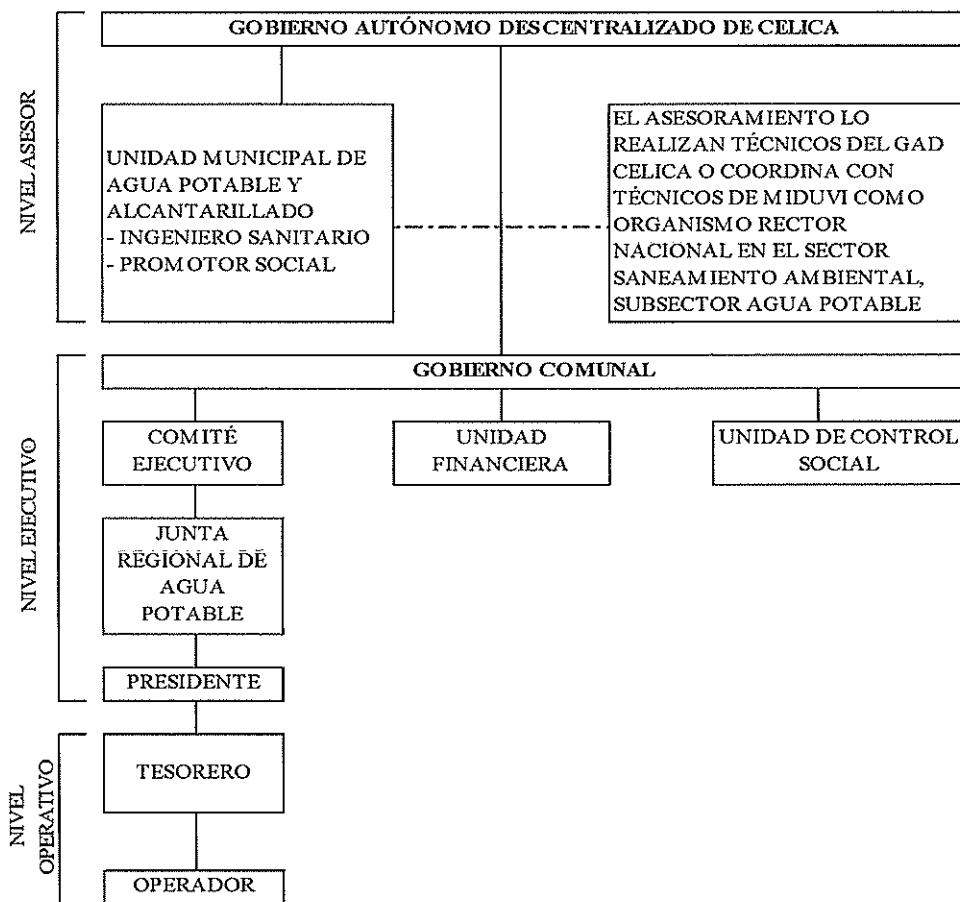 GOBIERNO AUTÓNOMO DESCENTRALIZADO DE CELICA
NIVEL ASESOR
UNIDAD MUNICIPAL DE
AGUA POTABLE Y
ALCANTARILLADO
- INGENIERO SANITARIO
- PROMOTOR SOCIAL
EL ASESORAMIENTO LO
REALIZAN TÉCNICOS DEL GAD
CELICA O COORDINA CON
TÉCNICOS DE MIDUVI COMO
ORGANISMO RECTOR
NACIONAL EN EL SECTOR
SANEAMIENTO AMBIENTAL,
SUBSECTOR AGUA POTABLE
NIVEL EJECUTIVO
GOBIERNO COMUNAL
COMITÉ
EJECUTIVO
UNIDAD
FINANCIERA
UNIDAD DE CONTROL
SOCIAL
JUNTA
REGIONAL DE
AGUA
POTABLE
PRESIDENTE
NIVEL
OPERATIVO
TESORERO
OPERADOR